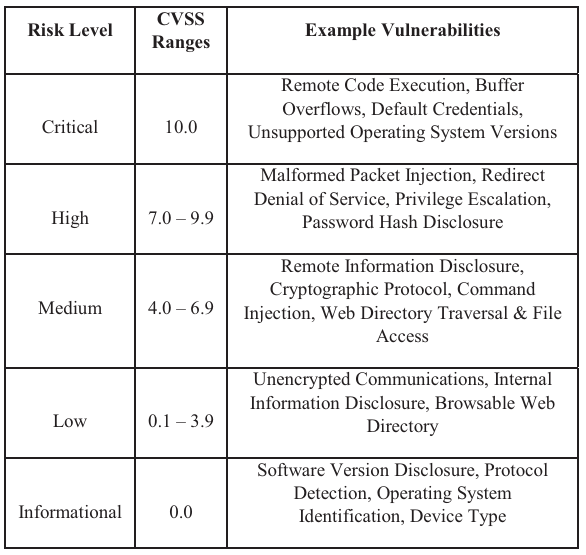 Risk Level
CVSS
Ranges
Example Vulnerabilities
Critical
10.0
Remote Code Execution, Buffer
Overflows, Default Credentials,
Unsupported Operating System Versions
High
7.0 – 9.9
Malformed Packet Injection, Redirect
Denial of Service, Privilege Escalation,
Password Hash Disclosure
Medium
4.0 – 6.9
Remote Information Disclosure,
Cryptographic Protocol, Command
Injection, Web Directory Traversal & File
Access
Low
0.1 – 3.9
Unencrypted Communications, Internal
Information Disclosure, Browsable Web
Directory
Informational
0.0
Software Version Disclosure, Protocol
Detection, Operating System
Identification, Device Type